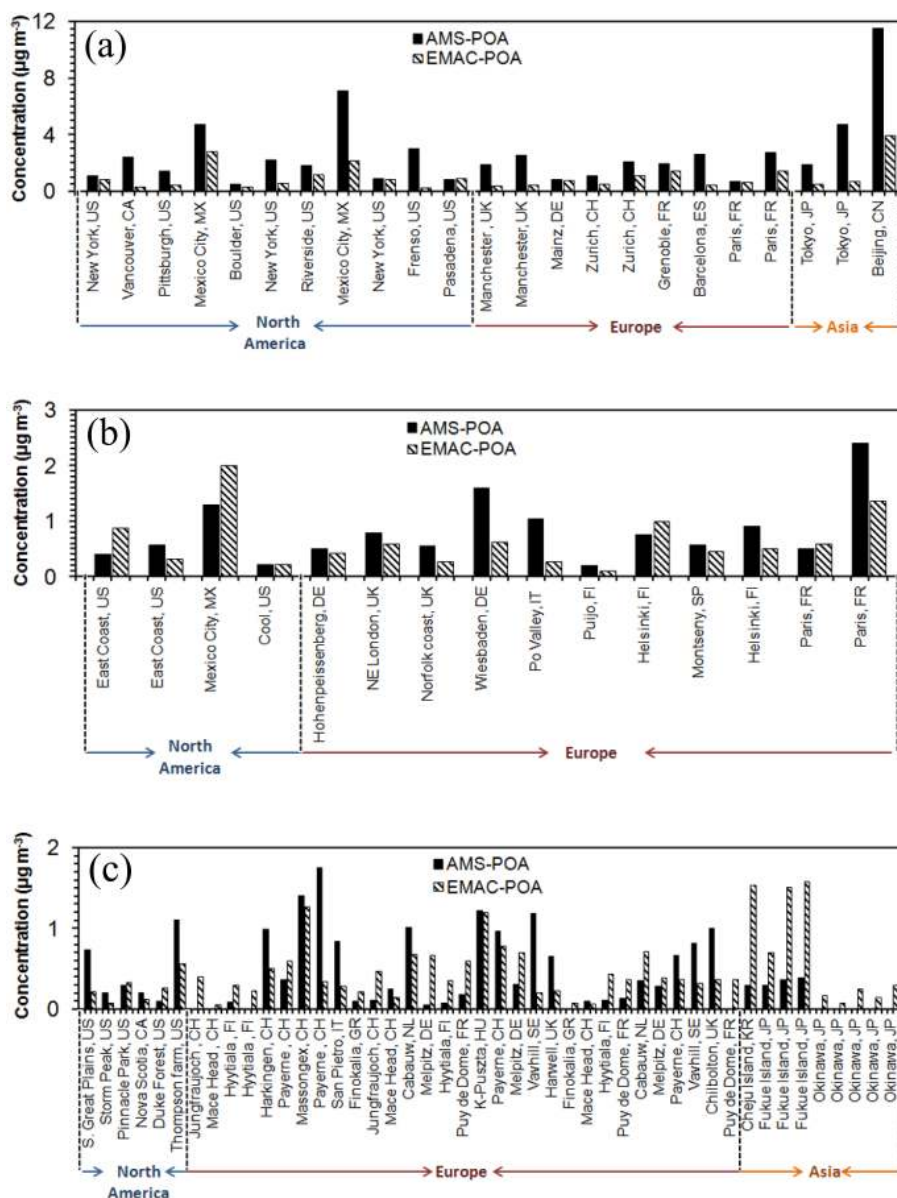 (a)
AMS-POA
EMAC-POA
Concentration (µg m-3)
12
8
4
0
New York, US
Vancouver, CA
Pittsburgh, US
Mexico City, MX
Boulder, US
New York, US
Riverside, US
Mexico City, MX
New York, US
Frenso, US
Pasadena, US
Manchester , UK
Manchester, UK
Mainz, DE
Zurich, CH
Zurich, CH
Grenoble, FR
Barcelona, ES
Paris, FR
Paris, FR
Tokyo, JP
Tokyo, JP
Beijing, CN
North
America
Europe
Asia
(b)
AMS-POA
EMAC-POA
Concentration (µg m-3)
3
2
1
0
East Coast, US
East Coast, US
Mexico City, MX
Cool, US
Hohenpeissenberg, DE
NE London, UK
Norfolk coast, UK
Wiesbaden, DE
Po Valley, IT
Puijo, FI
Helsinki, FI
Montseny, SP
Helsinki, FI
Paris, FR
Paris, FR
North
America
Europe
(c)
AMS-POA
EMAC-POA
Concentration (µg m-3)
2
1
0
S. Great Plains, US
Storm Peak, US
Pinnacle Park, US
Nova Scotia, CA
Duke Forest, US
Thompson farm, US
Jungfraujoch , CH
Mace Head , CH
Hyytiala, FI
Hyytiala, FI
Harkingen, CH
Payerne , CH
Massongex, CH
Payerne , CH
San Pietro, IT
Finokalia, GR
Jungfraujoch, CH
Mace Head, CH
Cabauw, NL
Melpitz, DE
Hyytiala, FI
Puy de Dome, FR
K-Puszta, HU
Payerne, CH
Melpitz, DE
Vavhill, SE
Harwell, UK
Finokalia, GR
Mace Head, CH
Hyytiala, FI
Puy de Dome, FR
Cabauw, NL
Melpitz, DE
Payerne, CH
Vavhill, SE
Chilbolton, UK
Puy de Dome, FR
Cheju Island, KR
Fukue Island, JP
Fukue Island, JP
Fukue Island, JP
Okinawa, JP
Okinawa, JP
Okinawa, JP
Okinawa, JP
Okinawa, JP
North
America
Europe
Asia